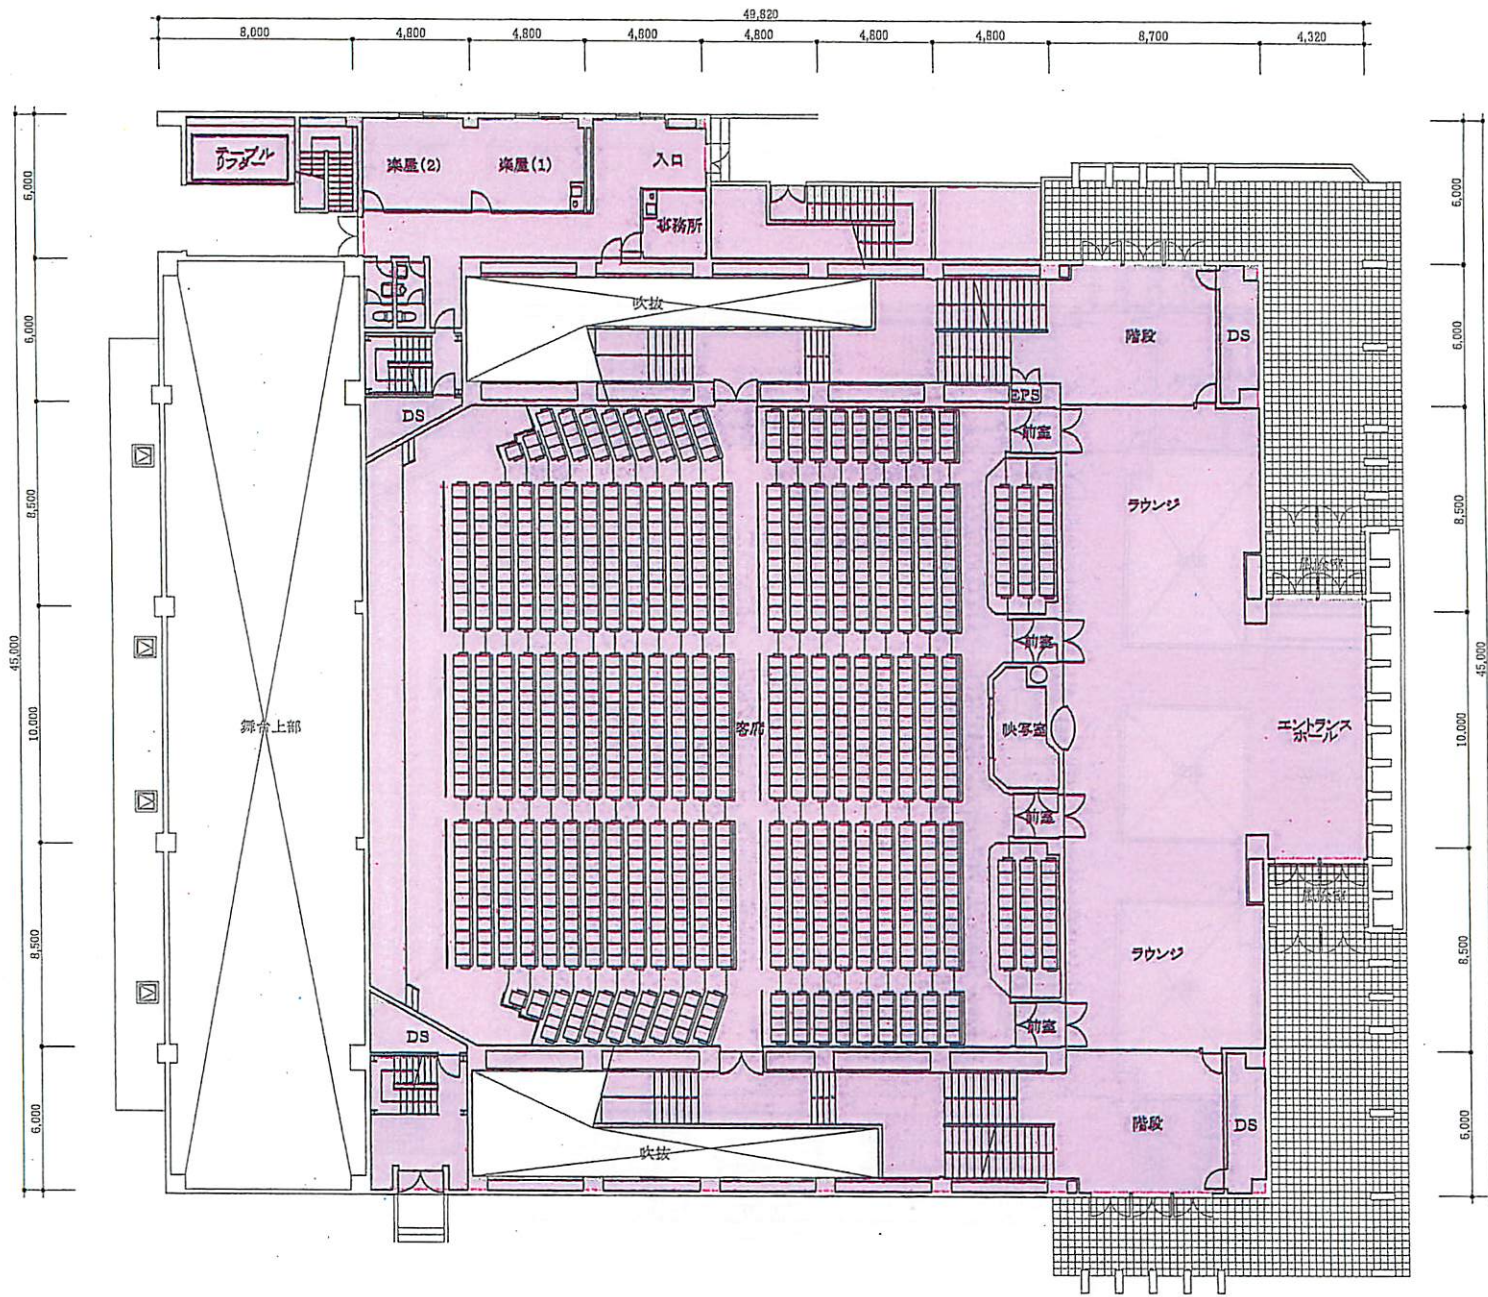 49,820
8,000
4,800
4,800
4,800
4,800
4,800
4,800
8,700
4,320
テーブル
リフター
楽屋(2)
楽屋(1)
入口
事務所
6,000
6,000
8,500
10,000
8,500
6,000
45,000
6,000
6,000
8,500
10,000
8,500
6,000
45,000
吹抜
階段
DS
DS
EPS
前室
ラウンジ
風除室
前室
舞台上部
客席
映写室
エントランス
ホール
前室
風除室
ラウンジ
前室
DS
階段
DS
吹抜